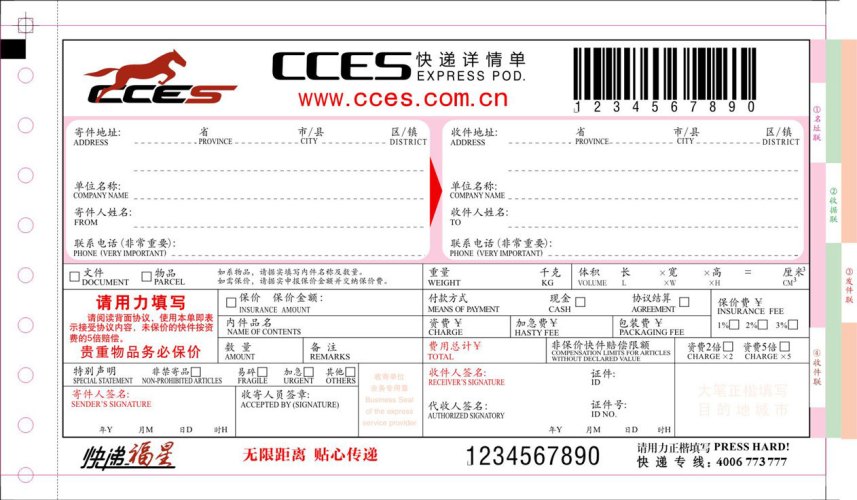 CCES
CCES 快递详情单
EXPRESS POD.
www.cces.com.cn
1 2 3 4 5 6 7 8 9 0
寄件地址: 省 市/县 区/镇
ADDRESS PROVINCE CITY DISTRICT
单位名称:
COMPANY NAME
寄件人姓名:
FROM
联系电话(非常重要):
PHONE (VERY IMPORTANT)
收件地址: 省 市/县 区/镇
ADDRESS PROVINCE CITY DISTRICT
单位名称:
COMPANY NAME
收件人姓名:
TO
联系电话(非常重要):
PHONE (VERY IMPORTANT)
①名址联
②收据联
③发件联
④收件联
文件 物品
DOCUMENT PARCEL
如系物品,请据实填写内件名称及数量。
如需保价,请据实申报保价金额并交纳保价费。
重量 千克
WEIGHT KG
体积 长 ×宽 ×高 = 厘米³
VOLUME L ×W ×H CM³
请用力填写
请阅读背面协议,使用本单即表
示接受协议内容,未保价的快件按资
费的5倍赔偿。
贵重物品务必保价
保价 保价金额:
INSURANCE AMOUNT
内件品名
NAME OF CONTENTS
数量 备注
AMOUNT REMARKS
付款方式 现金 协议结算
MEANS OF PAYMENT CASH AGREEMENT
保价费 ¥
INSURANCE FEE
1% 2% 3%
资费 ¥ 加急费 ¥ 包装费 ¥
CHARGE HASTY FEE PACKAGING FEE
费用总计¥
TOTAL
非保价快件赔偿限额
COMPENSATION LIMITS FOR ARTICLES
WITHOUT DECLARED VALUE
资费2倍 资费5倍
CHARGE ×2 CHARGE ×5
特别声明 非禁寄品 易碎 加急 其他
SPECIAL STATEMENT NON-PROHIBITED ARTICLES FRAGILE URGENT OTHERS
寄件人签名:
SENDER'S SIGNATURE
年Y 月M 日D 时H
收寄人员签章:
ACCEPTED BY (SIGNATURE)
收寄单位
业务专用章
Business Seal
of the express
service provider
收件人签名: 证件:
RECEIVER'S SIGNATURE ID
代收人签名: 证件号:
AUTHORIZED SIGNATORY ID NO.
年Y 月M 日D 时H
大笔正楷填写
目的地城市
快递福星
无限距离 贴心传递
1234567890
请用力正楷填写 PRESS HARD!
快递专线: 4006 773 777